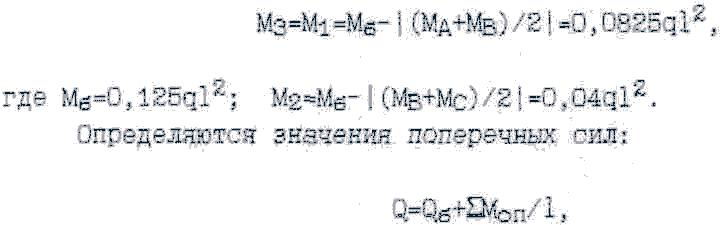 Mэ=M₁=Mб-|(MA+MB)/2|=0,0825ql²,
где Mб=0,125ql²; M₂=Mб-|(MB+MC)/2|=0,04ql².
Определяются значения поперечных сил:
Q=Qб+ΣMоп/l,